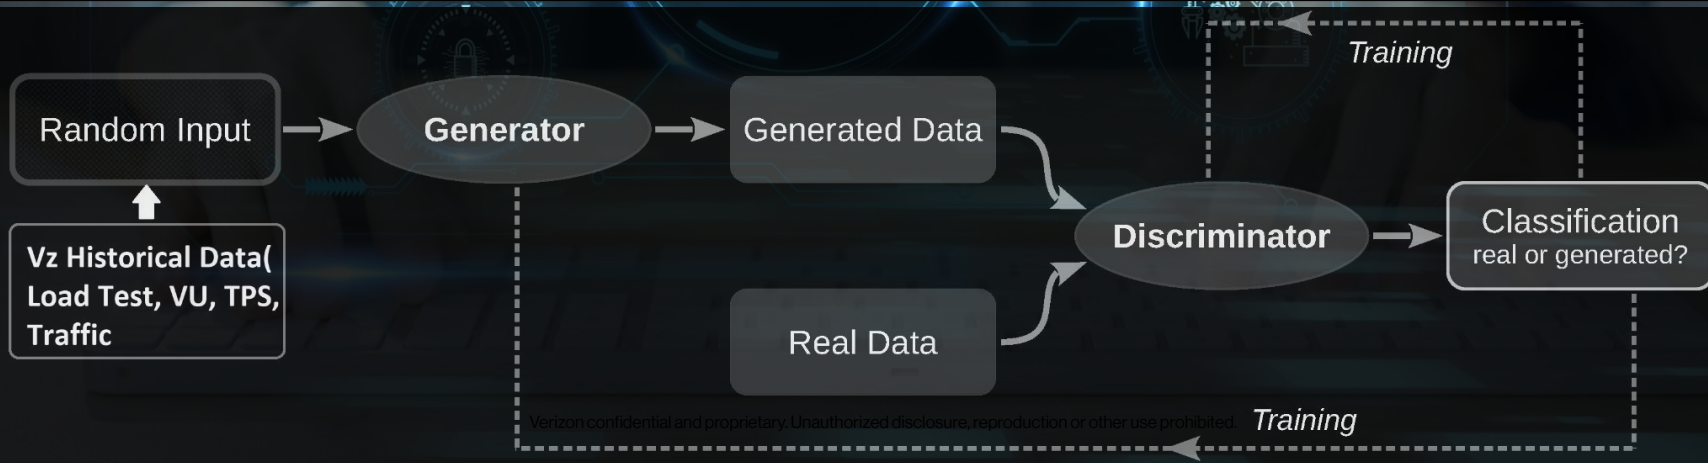 Training
Random Input
Generator
Generated Data
Vz Historical Data(
Load Test, VU, TPS,
Traffic
Discriminator
Classification
real or generated?
Real Data
Verizon confidential and proprietary. Unauthorized disclosure, reproduction or other use prohibited.
Training